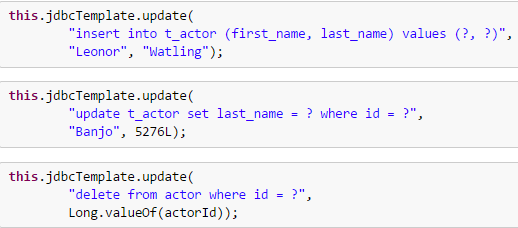 this.jdbcTemplate.update(
"insert into t_actor (first_name, last_name) values (?, ?)",
"Leonor", "Watling");
this.jdbcTemplate.update(
"update t_actor set last_name = ? where id = ?",
"Banjo", 5276L);
this.jdbcTemplate.update(
"delete from actor where id = ?",
Long.valueOf(actorId));